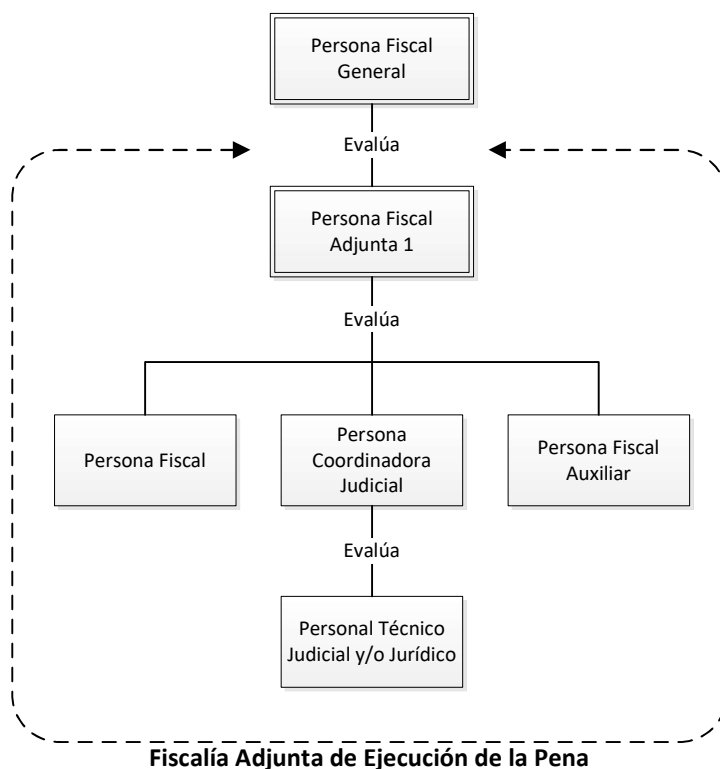 Persona Fiscal
General
Evalúa
Persona Fiscal
Adjunta 1
Evalúa
Persona Fiscal
Persona
Coordinadora
Judicial
Persona Fiscal
Auxiliar
Evalúa
Personal Técnico
Judicial y/o Jurídico
Fiscalía Adjunta de Ejecución de la Pena